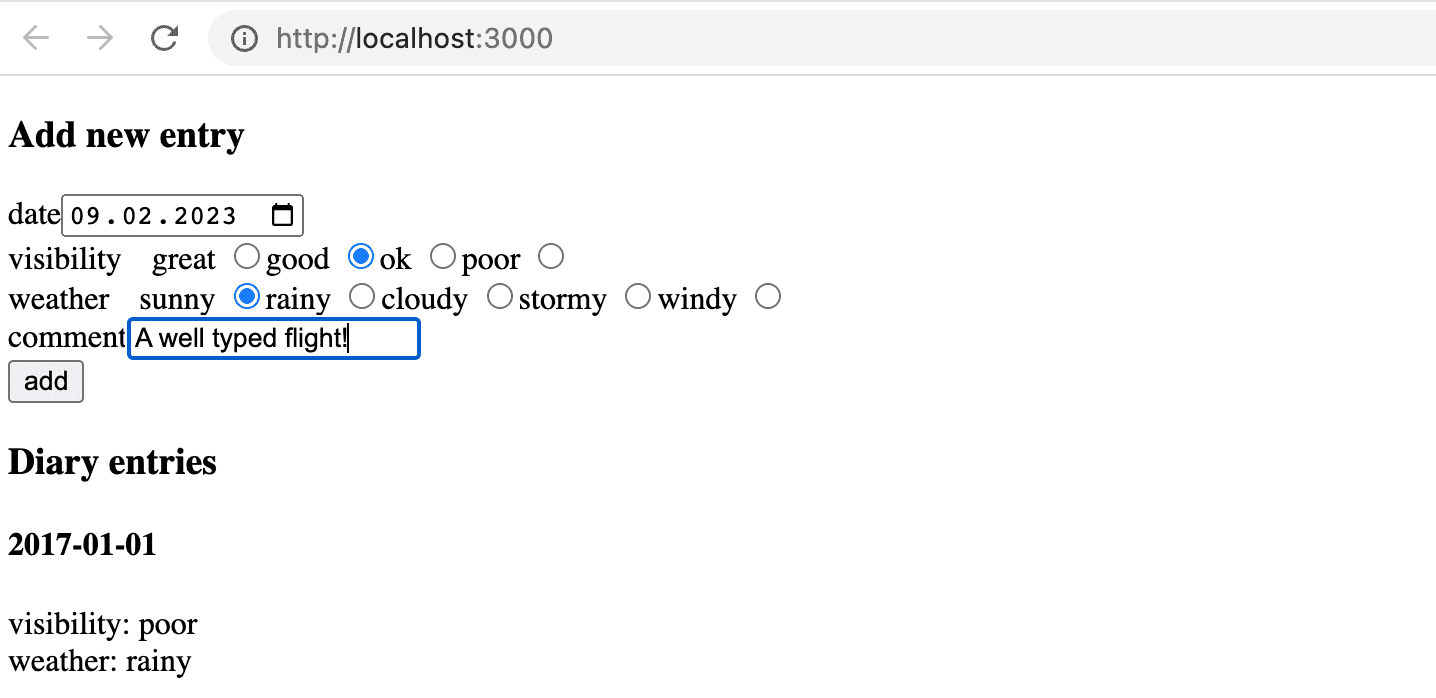 http://localhost:3000
Add new entry
date 09.02.2023
visibility great good ok poor
weather sunny rainy cloudy stormy windy
comment A well typed flight!
add
Diary entries
2017-01-01
visibility: poor
weather: rainy